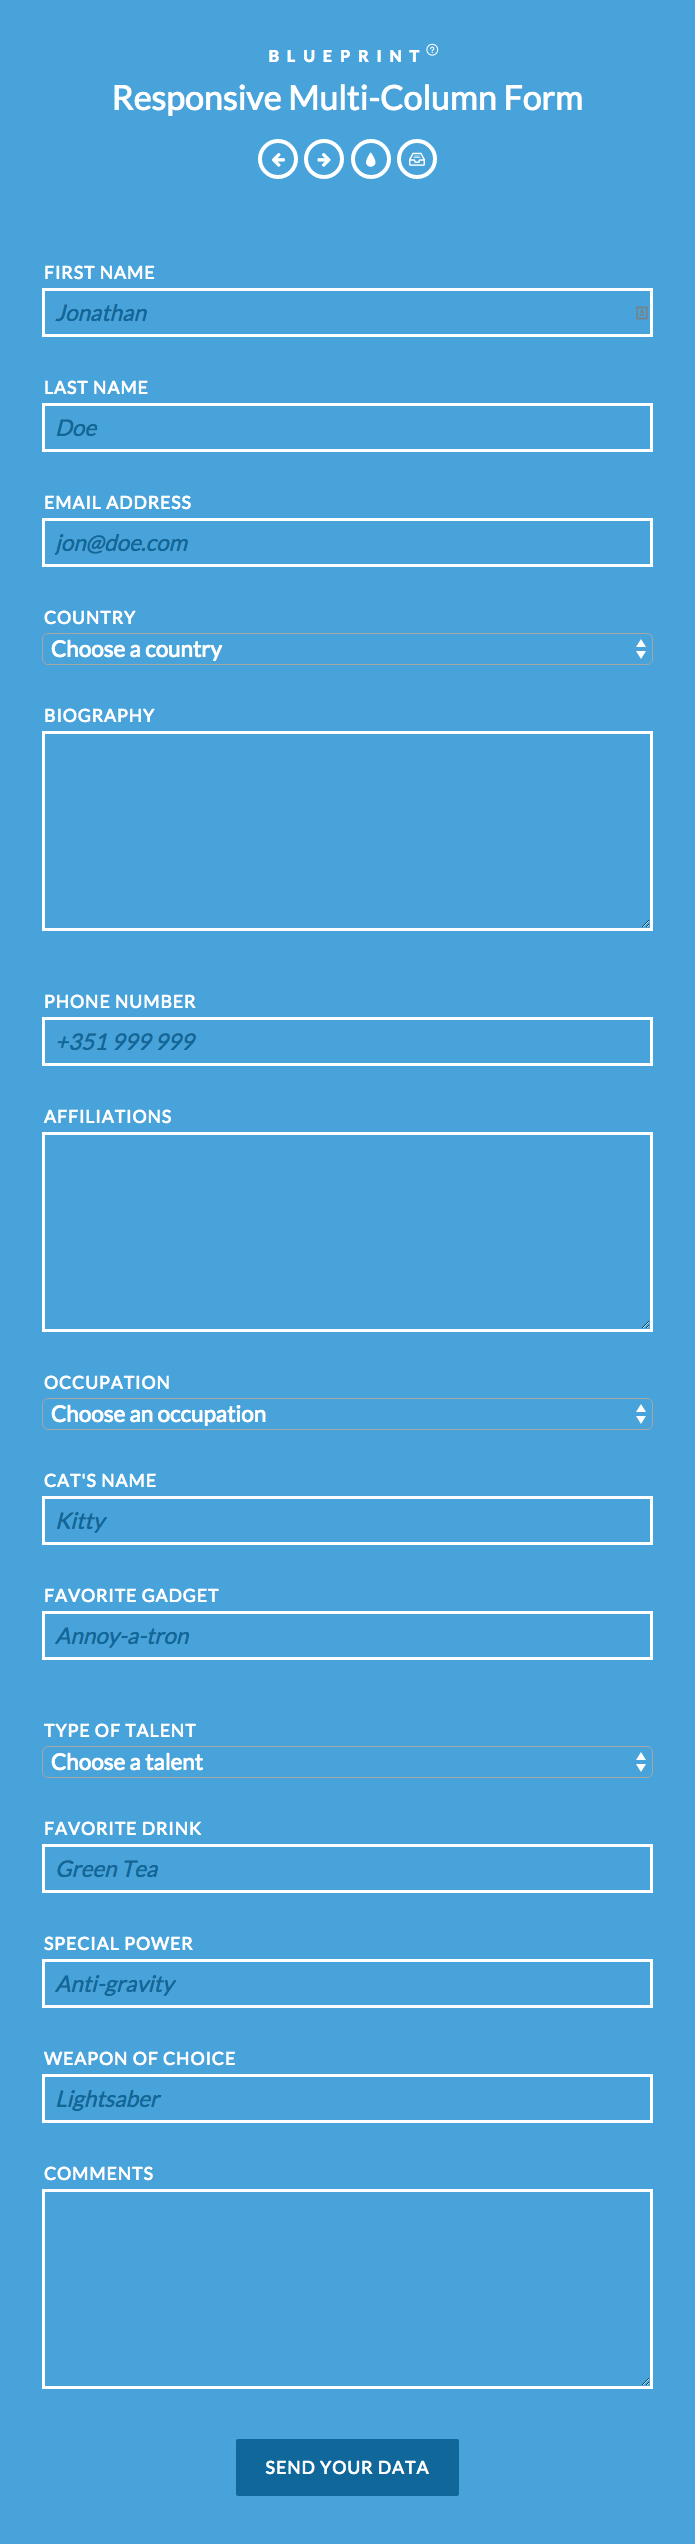 BLUEPRINT
Responsive Multi-Column Form
FIRST NAME
Jonathan
LAST NAME
Doe
EMAIL ADDRESS
jon@doe.com
COUNTRY
Choose a country
BIOGRAPHY
PHONE NUMBER
+351 999 999
AFFILIATIONS
OCCUPATION
Choose an occupation
CAT'S NAME
Kitty
FAVORITE GADGET
Annoy-a-tron
TYPE OF TALENT
Choose a talent
FAVORITE DRINK
Green Tea
SPECIAL POWER
Anti-gravity
WEAPON OF CHOICE
Lightsaber
COMMENTS
SEND YOUR DATA